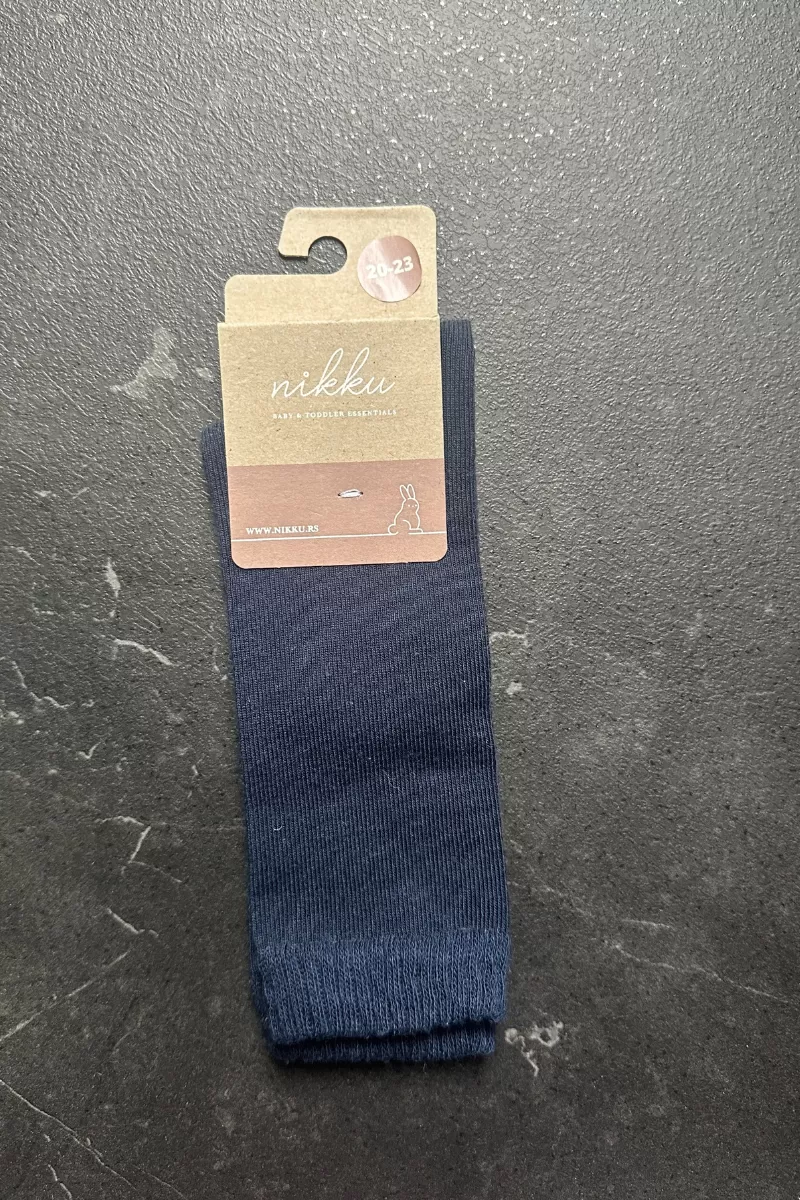 20-23
nikku
BABY & TODDLER ESSENTIALS
WWW.NIKKU.RS